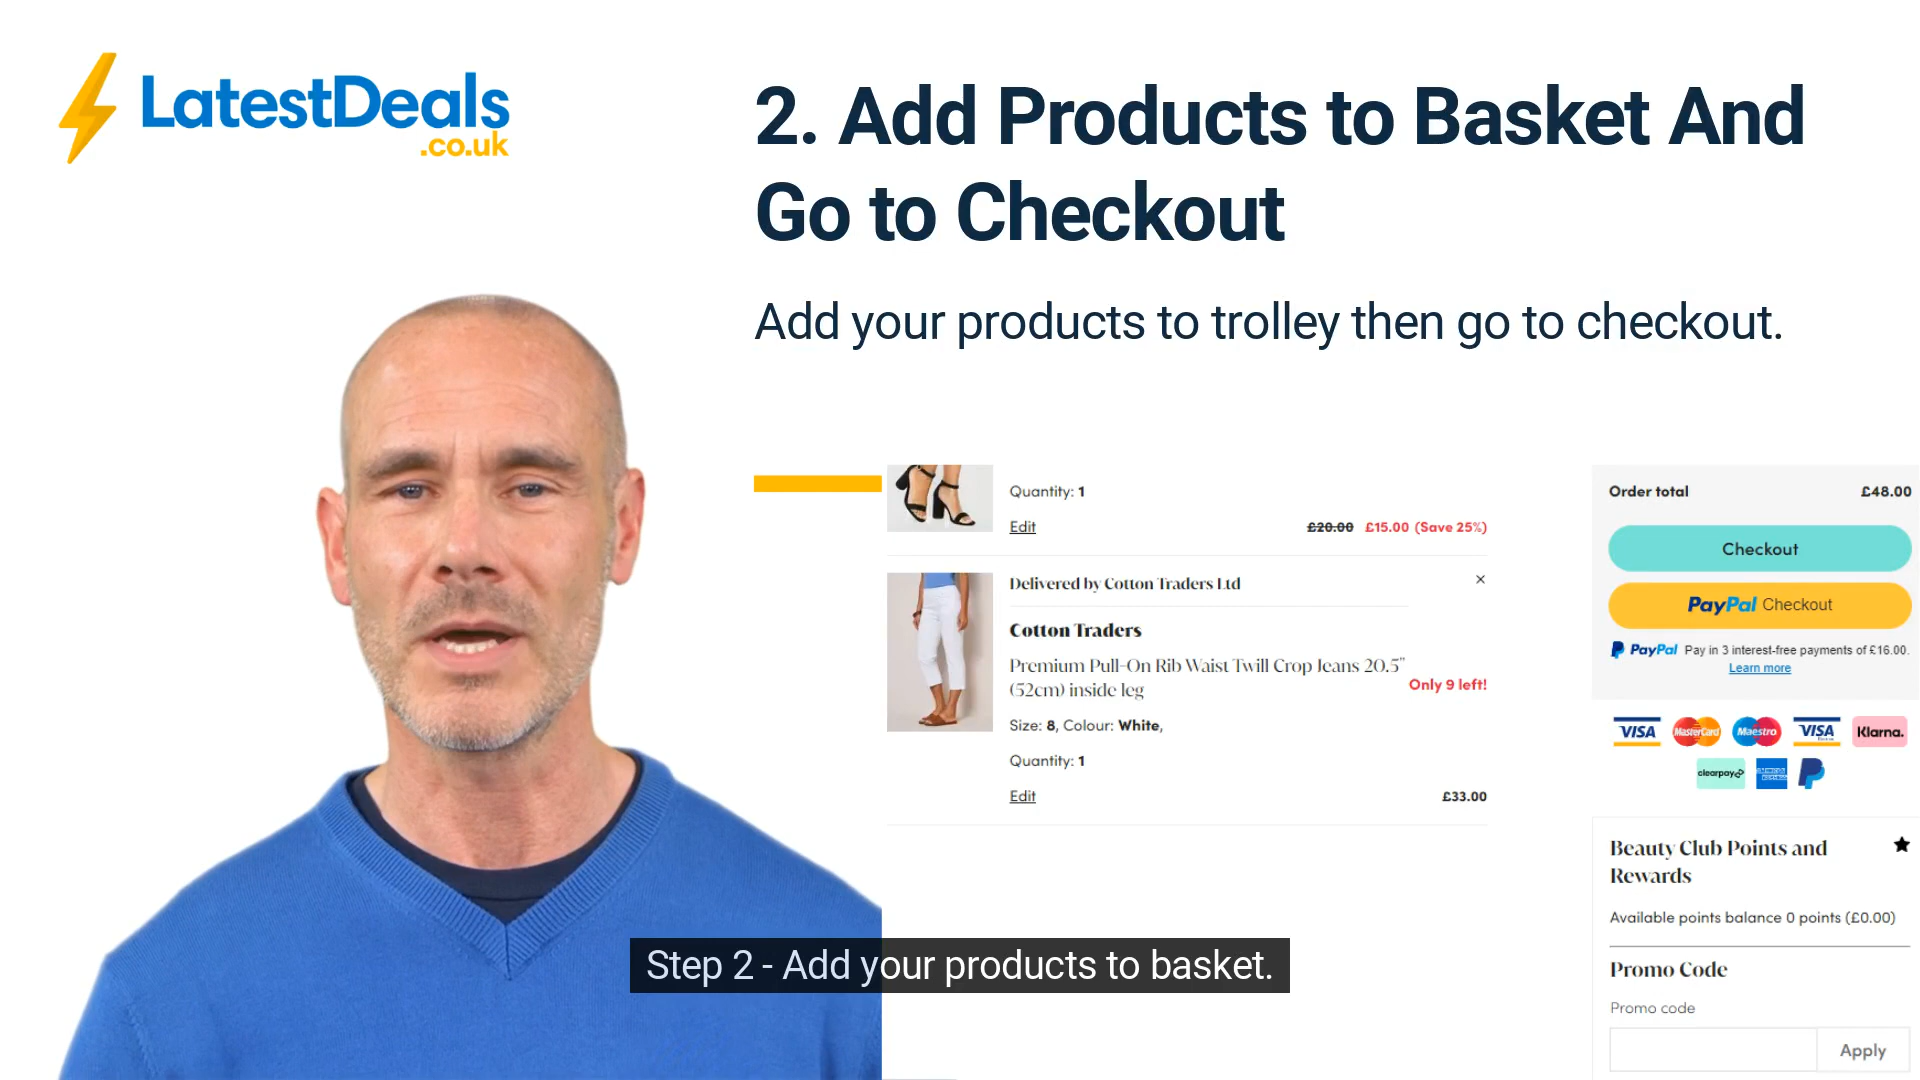 LatestDeals
.co.uk
2. Add Products to Basket And
Go to Checkout
Add your products to trolley then go to checkout.
Quantity: 1
Edit
£20.00 £15.00 (Save 25%)
Delivered by Cotton Traders Ltd
×
Cotton Traders
Premium Pull-On Rib Waist Twill Crop Jeans 20.5"
(52cm) inside leg
Only 9 left!
Size: 8, Colour: White,
Quantity: 1
Edit
£33.00
Order total £48.00
Checkout
PayPal Checkout
PayPal Pay in 3 interest-free payments of £16.00.
Learn more
VISA MasterCard Maestro VISA Klarna.
clearpay
Beauty Club Points and
Rewards
Available points balance 0 points (£0.00)
Promo Code
Promo code
Apply
Step 2 - Add your products to basket.